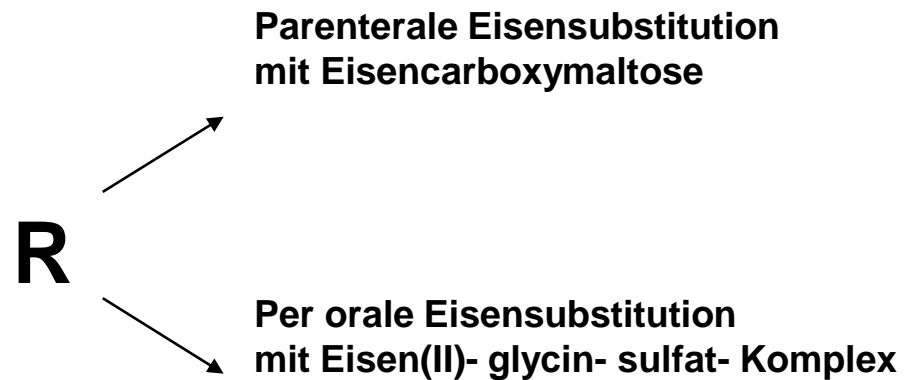 Parenterale Eisensubstitution
mit Eisencarboxymaltose
R
Per orale Eisensubstitution
mit Eisen(II)- glycin- sulfat- Komplex